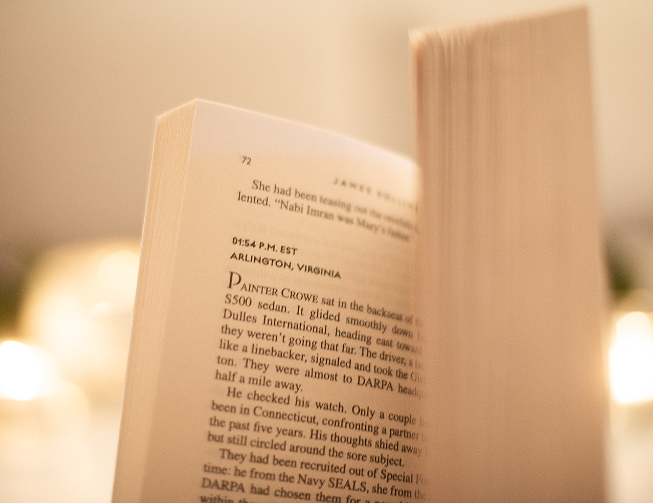 72
JAMES ROLLINS
She had been teasing out the
lented. "Nabi Imran was Mary's father
01:54 P.M. EST
ARLINGTON, VIRGINIA
PAINTER CROWE sat in the backseat of
S500 sedan. It glided smoothly down
Dulles International, heading east
they weren't going that far. The driver, a
like a linebacker, signaled and took the
ton. They were almost to DARPA
half a mile away.
He checked his watch. Only a couple
been in Connecticut, confronting a partner
the past five years. His thoughts shied away
but still circled around the sore subject.
They had been recruited out of Special
time: he from the Navy SEALS, she from
DARPA had chosen them for a
within the